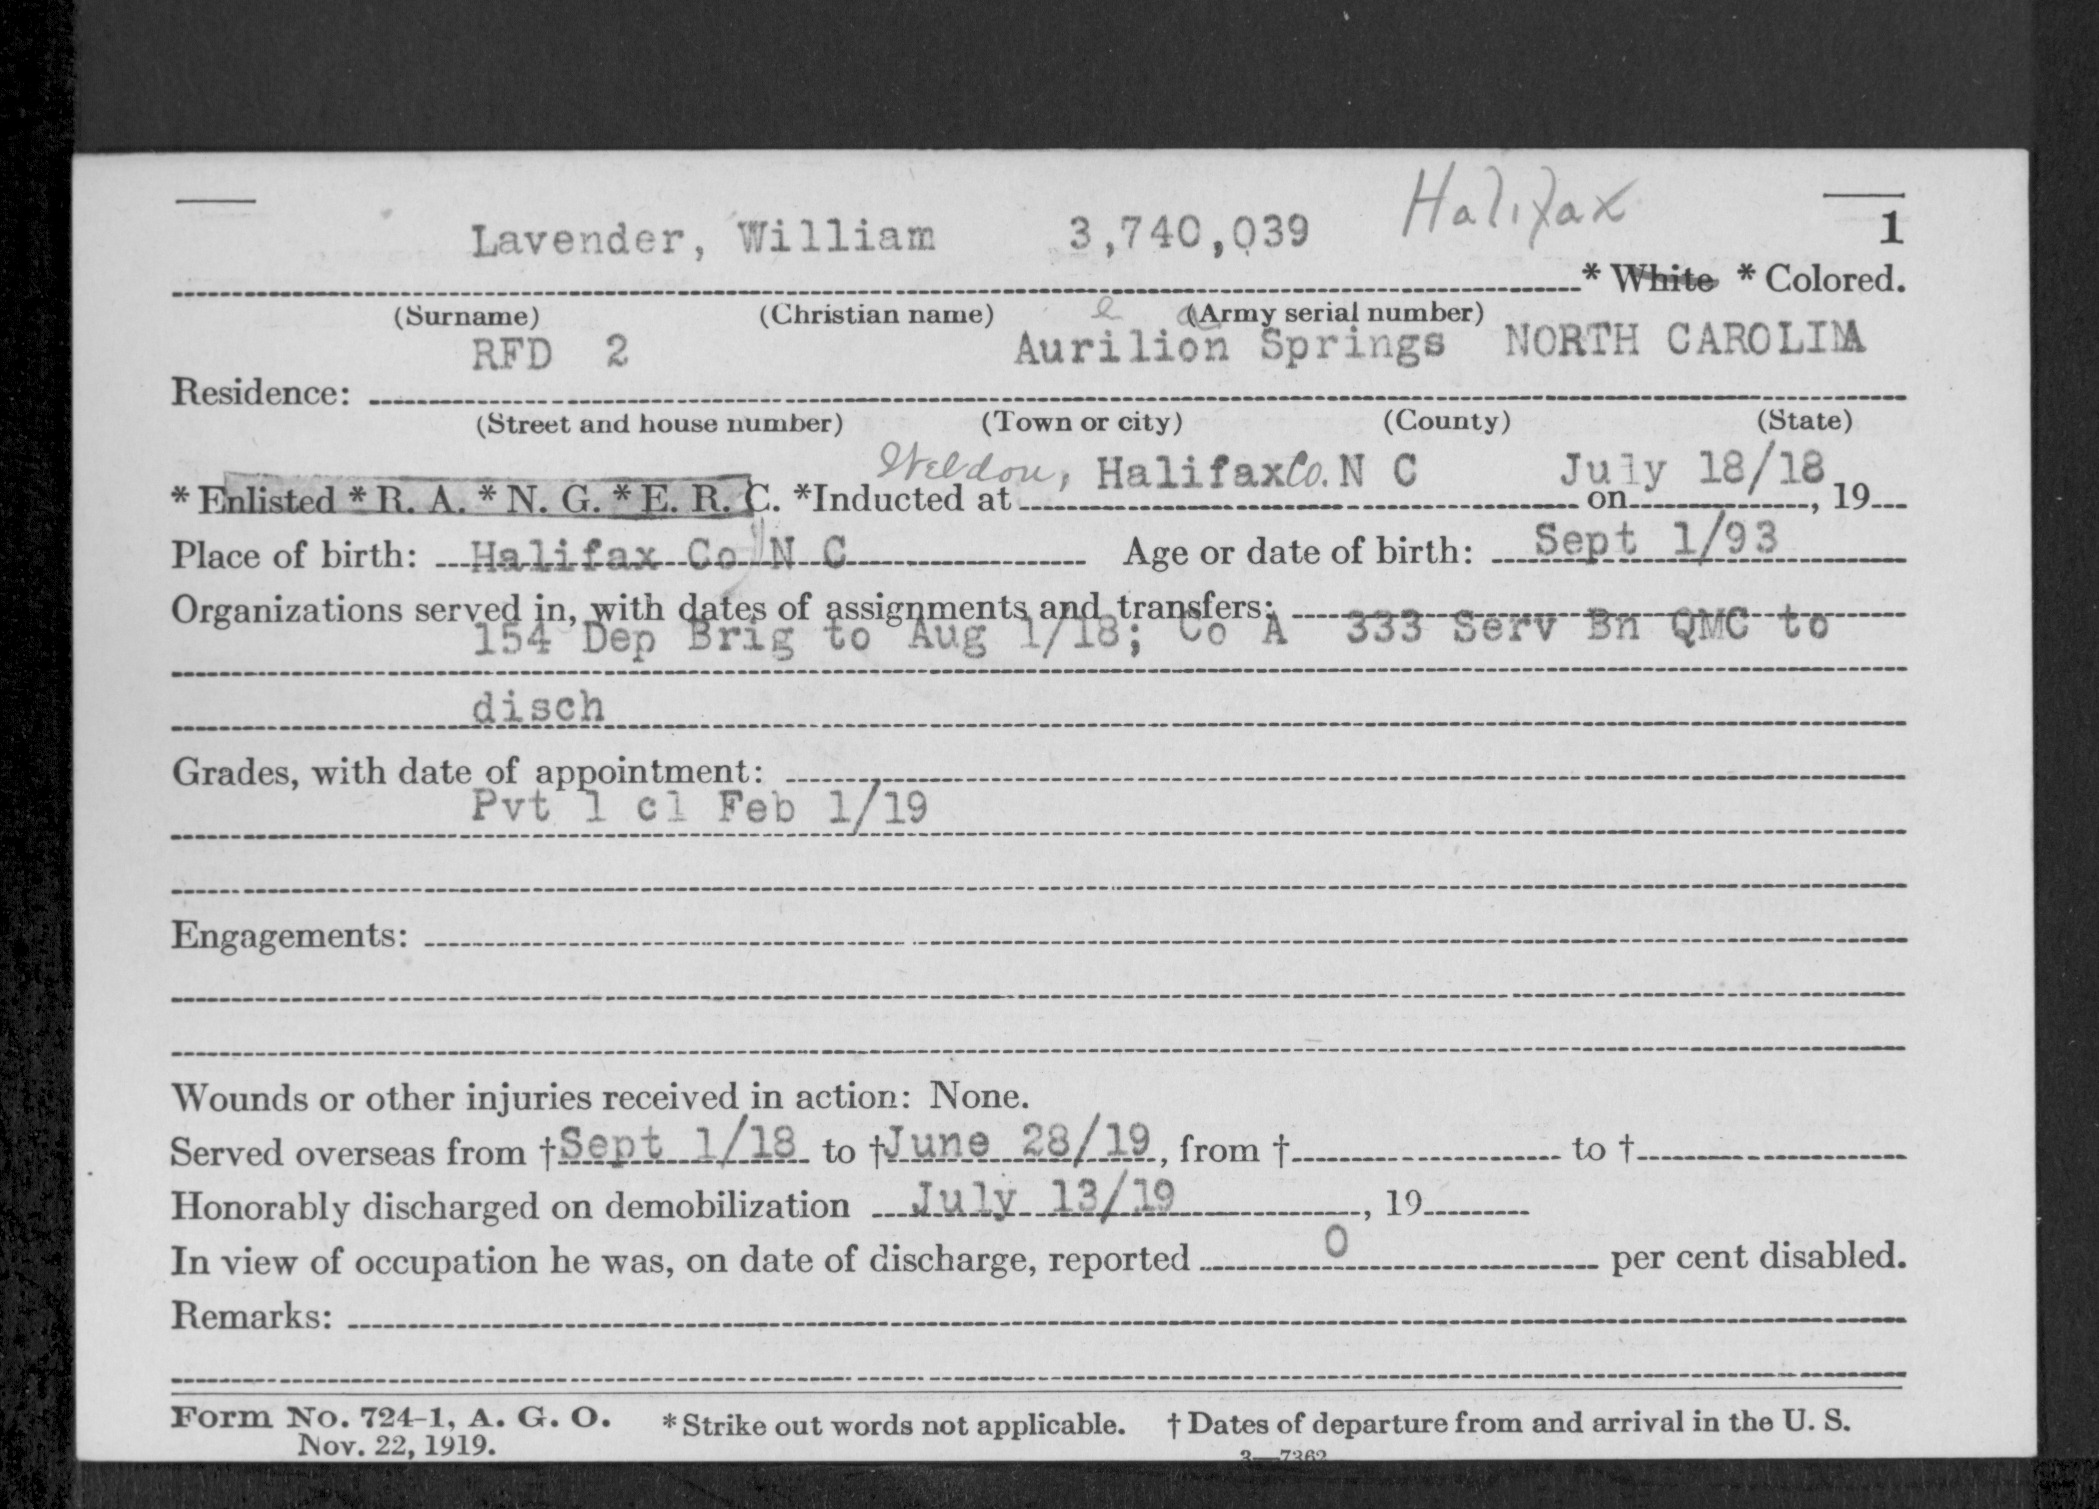 Halifax
Lavender, William 3,740,039 1
* White * Colored.
(Surname) (Christian name) (Army serial number)
e a
RFD 2 Aurilion Springs NORTH CAROLINA
Residence:
(Street and house number) (Town or city) (County) (State)
Weldon, Halifax Co. N C July 18/18
* Enlisted * R. A. * N. G. * E. R. C. *Inducted at on , 19
Place of birth: Halifax Co N C Age or date of birth: Sept 1/93
Organizations served in, with dates of assignments and transfers:
154 Dep Brig to Aug 1/18; Co A 333 Serv Bn QMC to
disch
Grades, with date of appointment:
Pvt 1 cl Feb 1/19
Engagements:
Wounds or other injuries received in action: None.
Served overseas from † Sept 1/18 to † June 28/19, from † to †
Honorably discharged on demobilization July 13/19, 19
In view of occupation he was, on date of discharge, reported 0 per cent disabled.
Remarks:
Form No. 724-1, A. G. O. * Strike out words not applicable. † Dates of departure from and arrival in the U. S.
Nov. 22, 1919. 3—7362